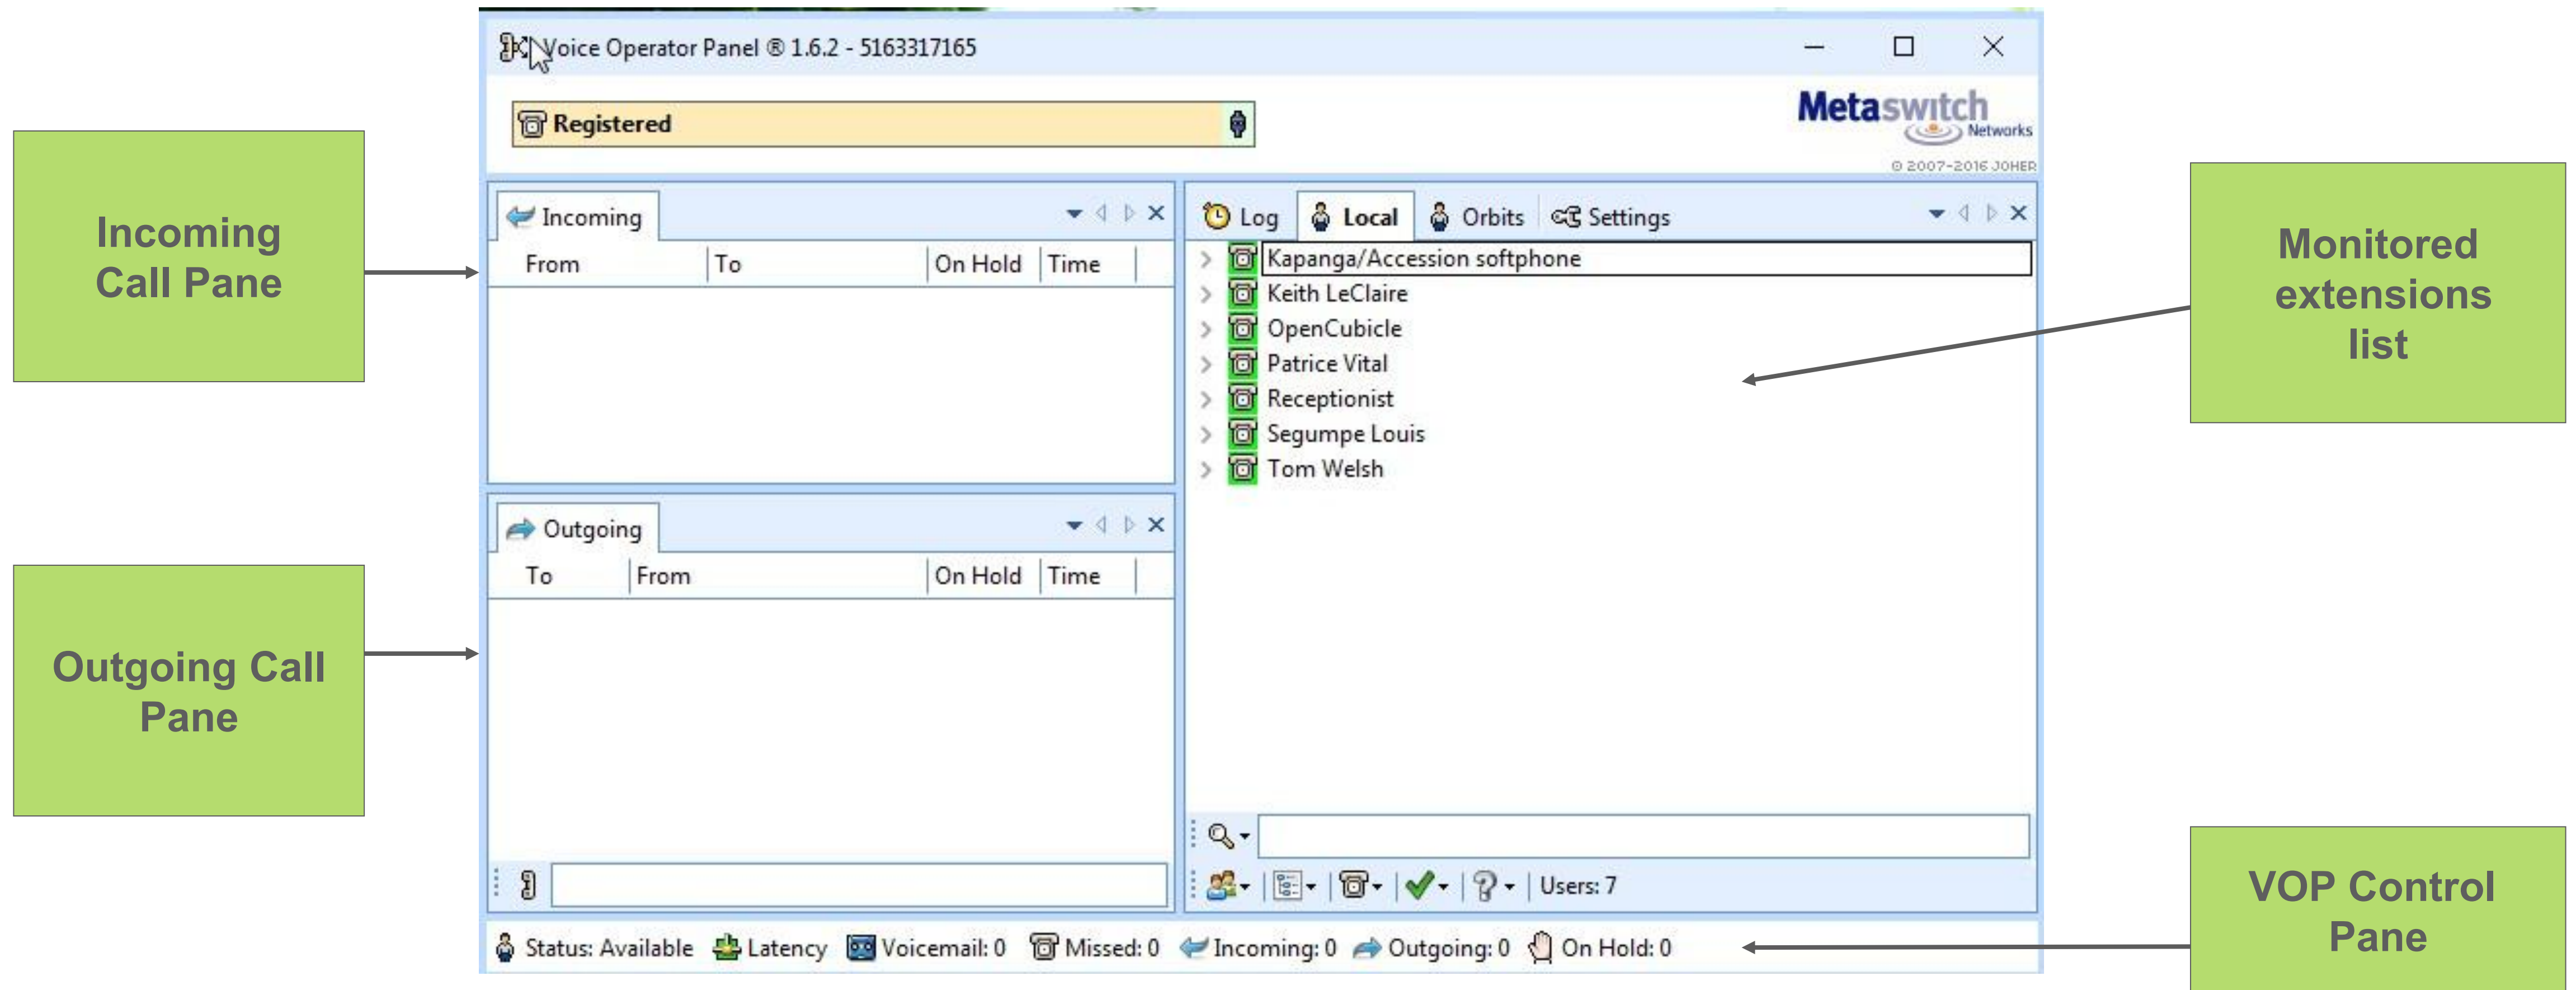 Voice Operator Panel ® 1.6.2 - 5163317165
Registered
Metaswitch
Networks
© 2007-2016 JOHER
Incoming
Call Pane
Incoming
From To On Hold Time
Log Local Orbits Settings
Kapanga/Accession softphone
Keith LeClaire
OpenCubicle
Patrice Vital
Receptionist
Segumpe Louis
Tom Welsh
Monitored
extensions
list
Outgoing Call
Pane
Outgoing
To From On Hold Time
Users: 7
Status: Available Latency Voicemail: 0 Missed: 0 Incoming: 0 Outgoing: 0 On Hold: 0
VOP Control
Pane